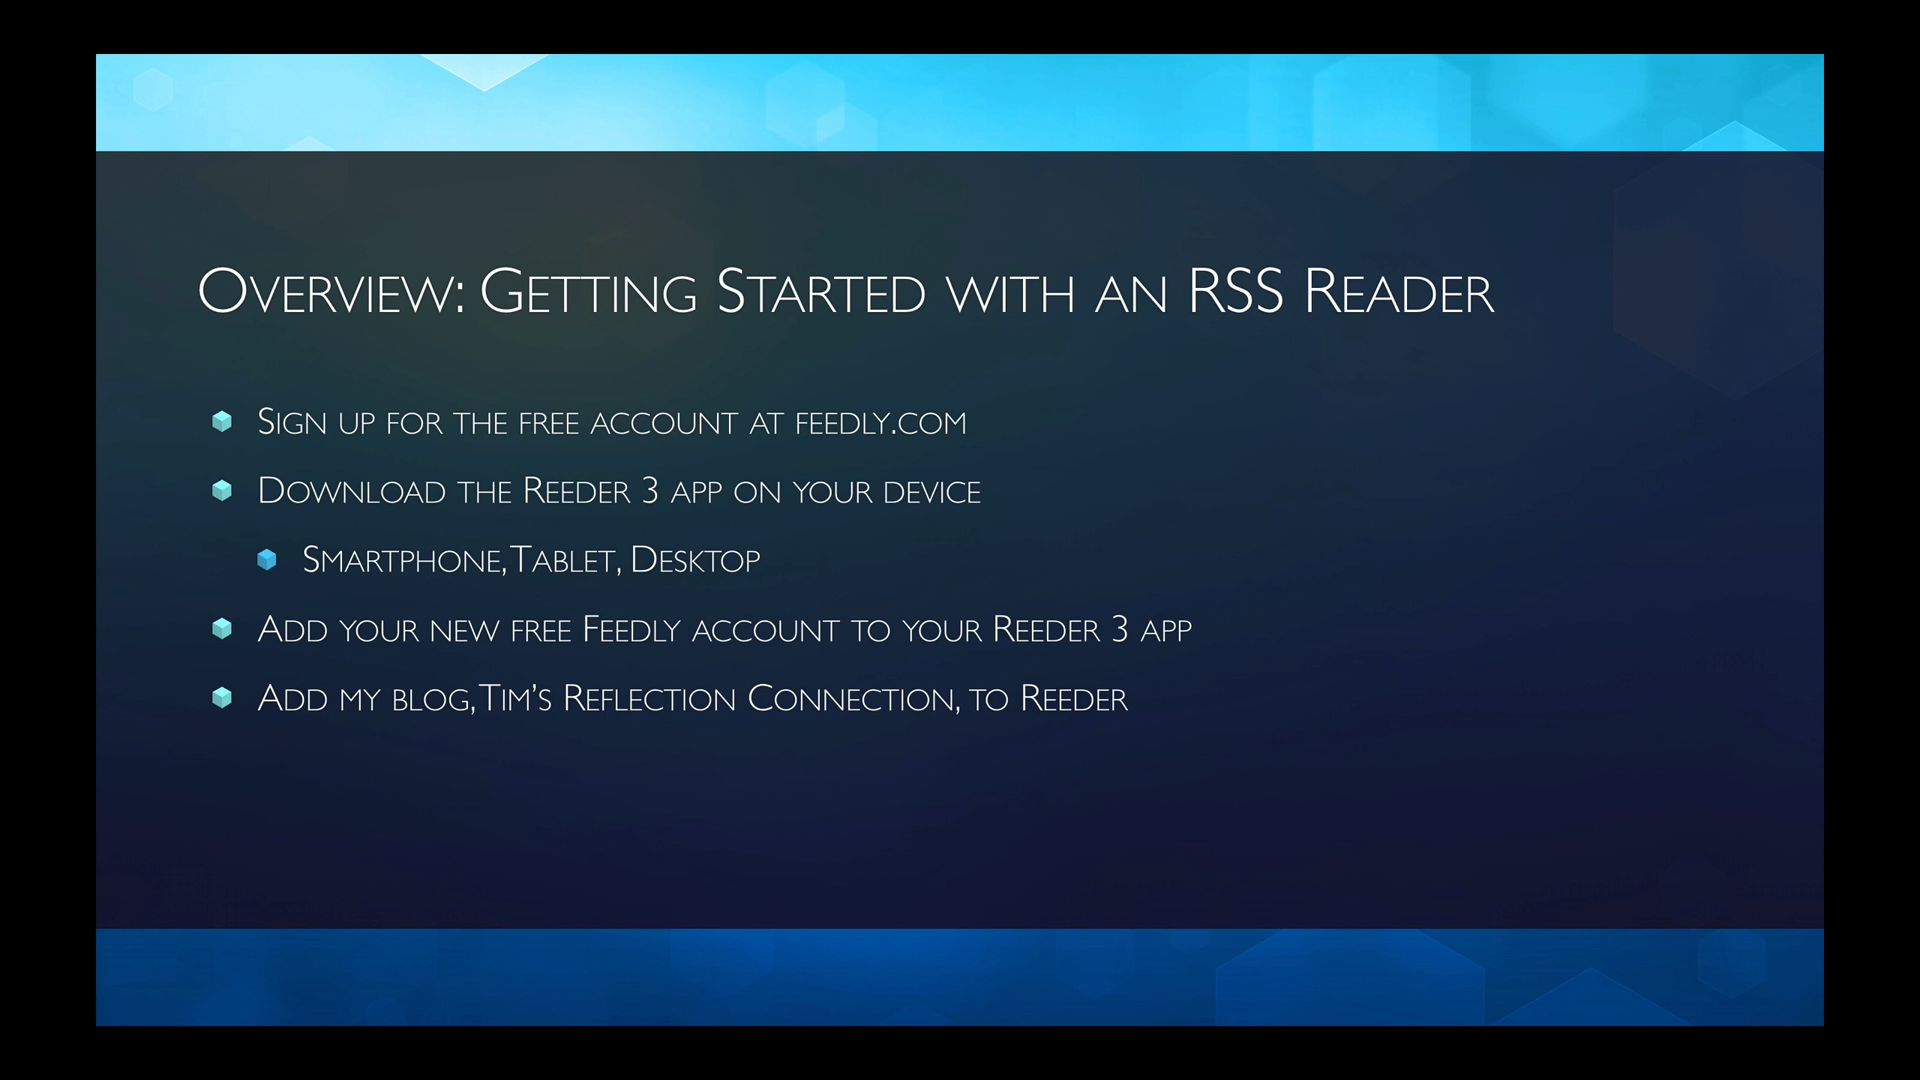 Overview: Getting Started with an RSS Reader
Sign up for the free account at feedly.com
Download the Reeder 3 app on your device
Smartphone, Tablet, Desktop
Add your new free Feedly account to your Reeder 3 app
Add my blog, Tim’s Reflection Connection, to Reeder